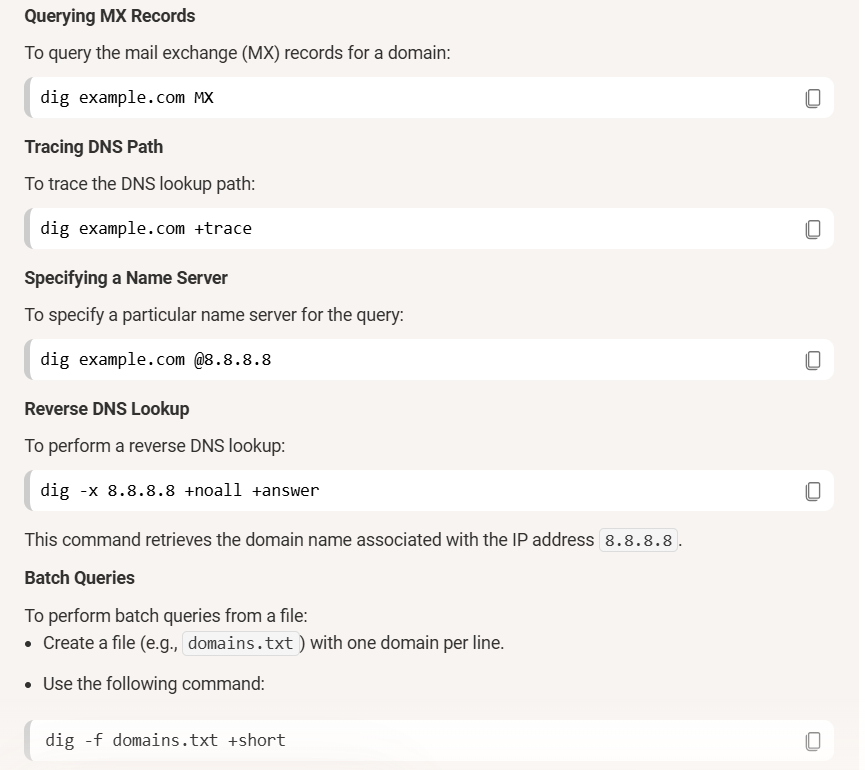 Querying MX Records
To query the mail exchange (MX) records for a domain:
dig example.com MX
Tracing DNS Path
To trace the DNS lookup path:
dig example.com +trace
Specifying a Name Server
To specify a particular name server for the query:
dig example.com @8.8.8.8
Reverse DNS Lookup
To perform a reverse DNS lookup:
dig -x 8.8.8.8 +noall +answer
This command retrieves the domain name associated with the IP address 8.8.8.8.
Batch Queries
To perform batch queries from a file:
• Create a file (e.g., domains.txt) with one domain per line.
• Use the following command:
dig -f domains.txt +short